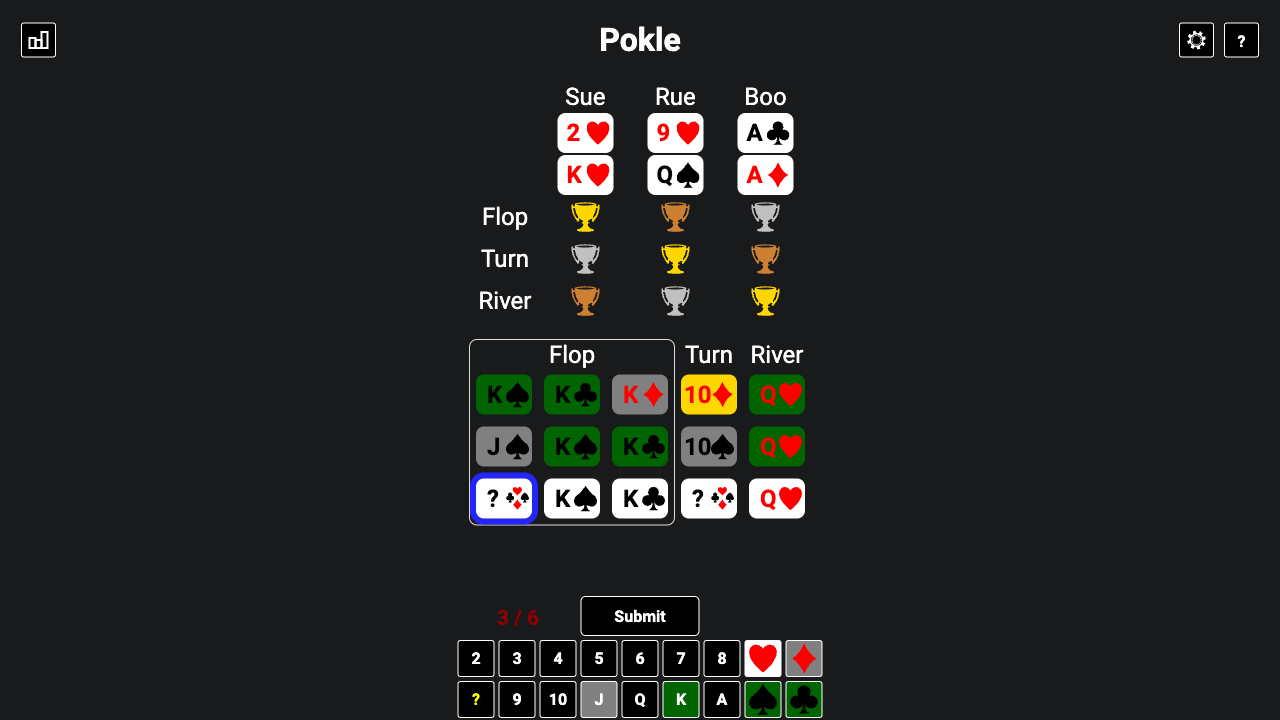 Pokle
?
Sue Rue Boo
2 9 A
K Q A
Flop
Turn
River
Flop Turn River
K K K 10 Q
J K K 10 Q
? K K ? Q
3 / 6 Submit
2 3 4 5 6 7 8
? 9 10 J Q K A